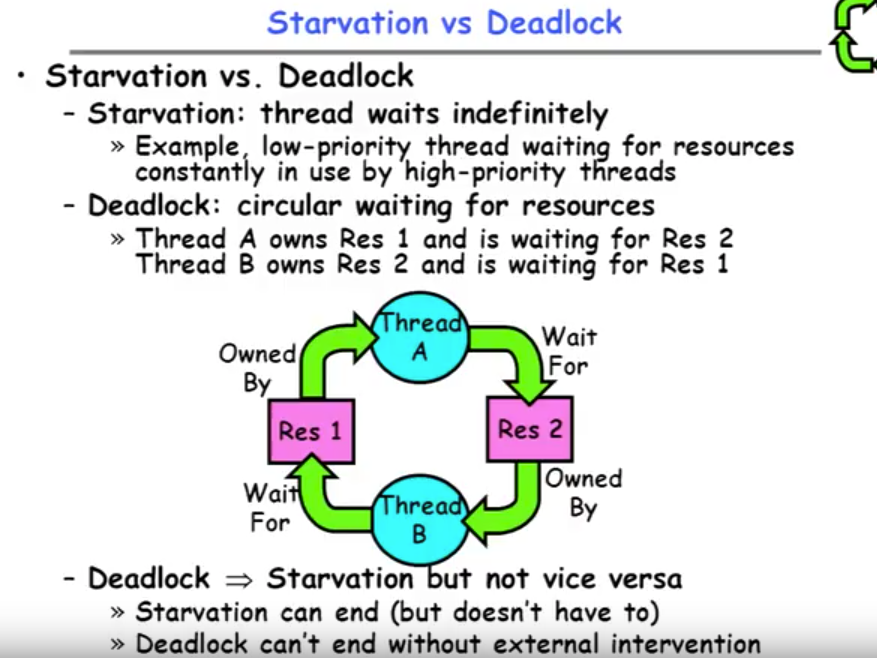 Starvation vs Deadlock
• Starvation vs. Deadlock
– Starvation: thread waits indefinitely
» Example, low-priority thread waiting for resources
constantly in use by high-priority threads
– Deadlock: circular waiting for resources
» Thread A owns Res 1 and is waiting for Res 2
Thread B owns Res 2 and is waiting for Res 1
Thread
A
Wait
For
Owned
By
Res 1
Res 2
Wait
For
Thread
B
Owned
By
– Deadlock ⇒ Starvation but not vice versa
» Starvation can end (but doesn't have to)
» Deadlock can't end without external intervention